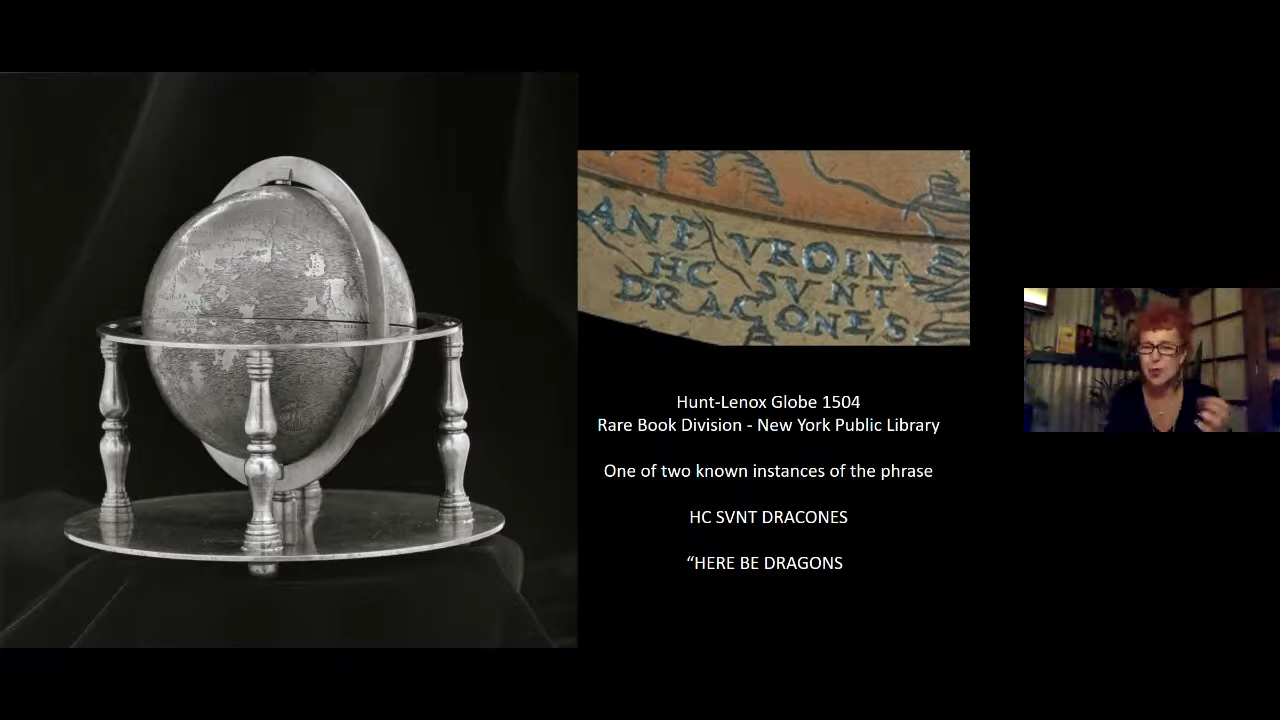 VROIN
HC SVNT
DRACONES
Hunt-Lenox Globe 1504
Rare Book Division - New York Public Library
One of two known instances of the phrase
HC SVNT DRACONES
“HERE BE DRAGONS